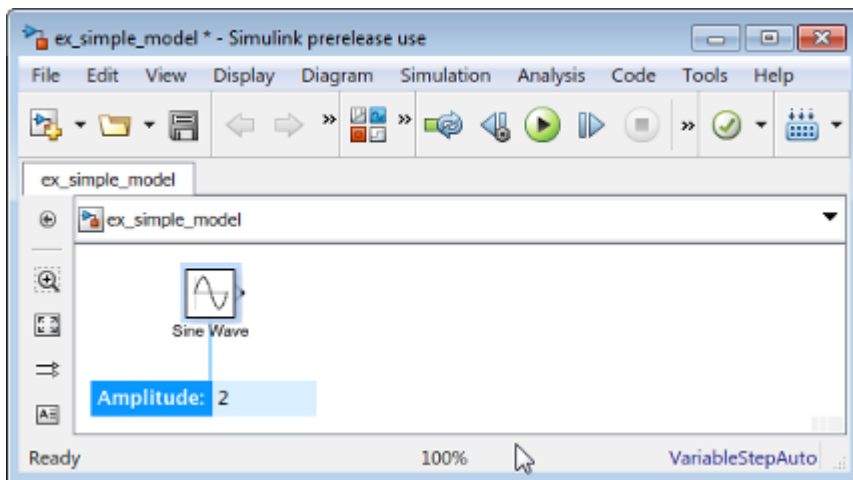 ex_simple_model * - Simulink prerelease use
File Edit View Display Diagram Simulation Analysis Code Tools Help
ex_simple_model
ex_simple_model
Sine Wave
Amplitude: 2
Ready 100% VariableStepAuto